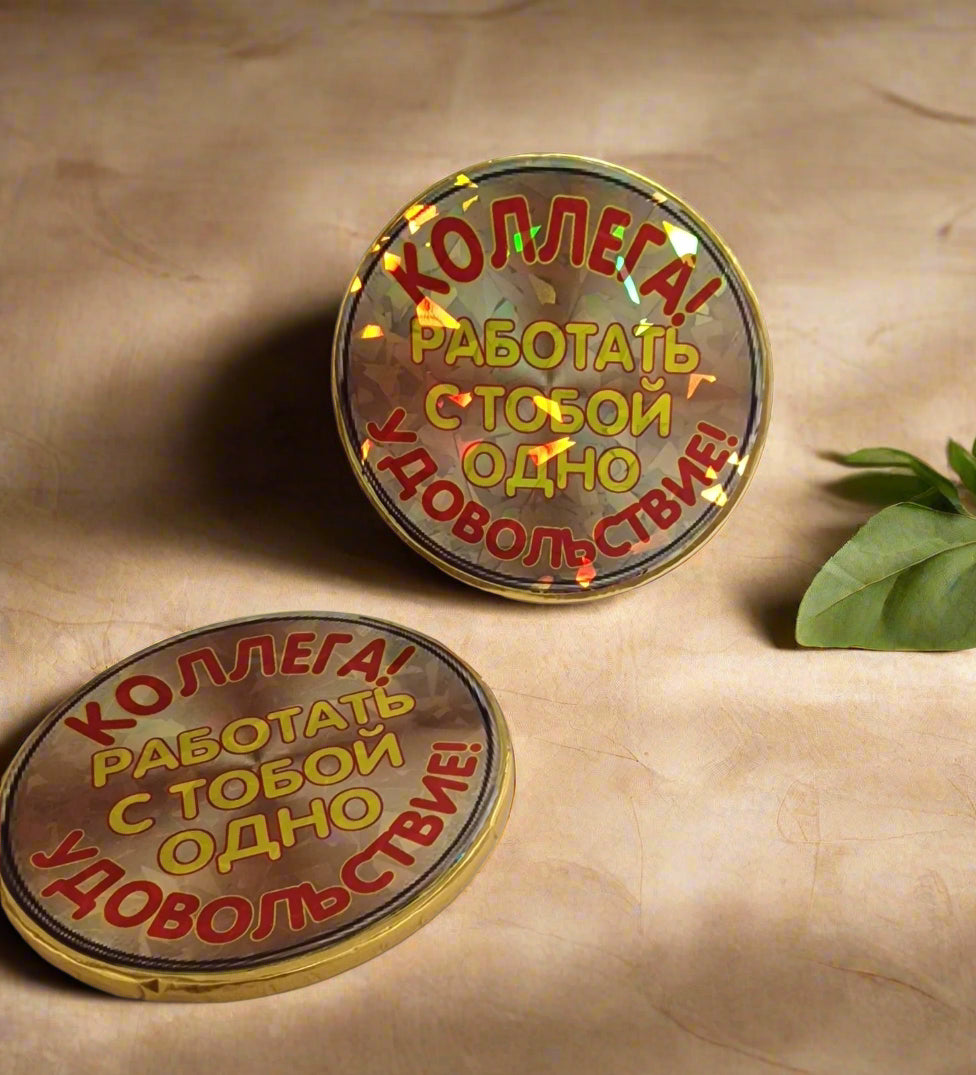 КОЛЛЕГА!
РАБОТАТЬ
С ТОБОЙ
ОДНО
УДОВОЛЬСТВИЕ!
КОЛЛЕГА!
РАБОТАТЬ
С ТОБОЙ
ОДНО
УДОВОЛЬСТВИЕ!